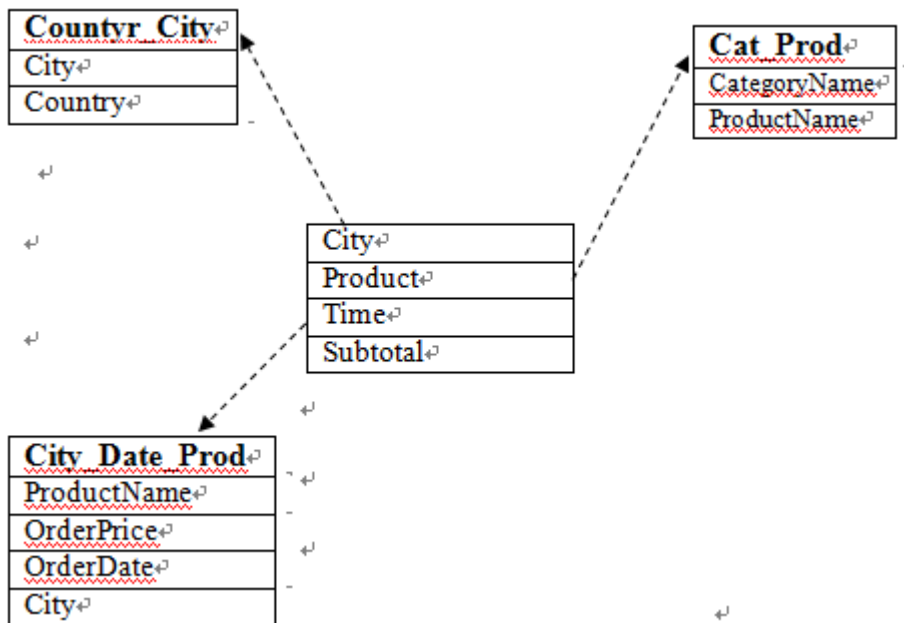 Countyr_City
City
Country
Cat_Prod
CategoryName
ProductName
City
Product
Time
Subtotal
City_Date_Prod
ProductName
OrderPrice
OrderDate
City